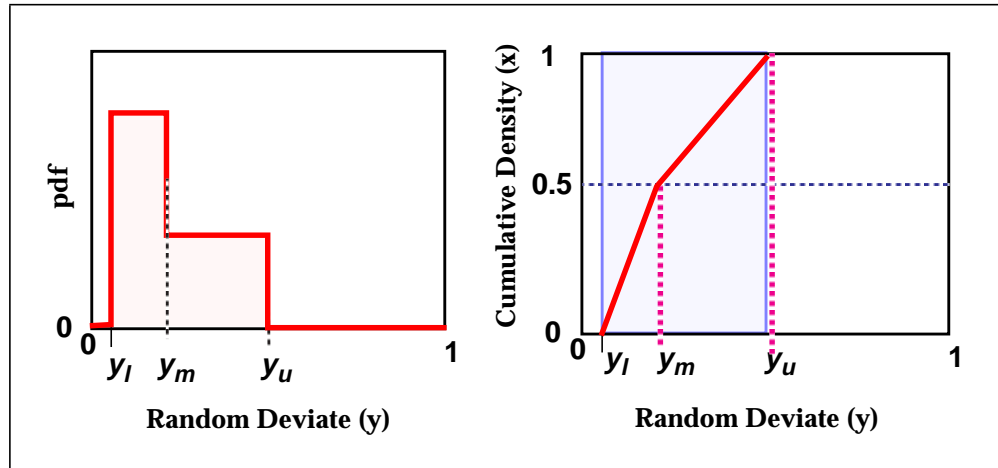 pdf
0
0
y_l
y_m
y_u
1
Random Deviate (y)
Cumulative Density (x)
1
0.5
0
0
y_l
y_m
y_u
1
Random Deviate (y)